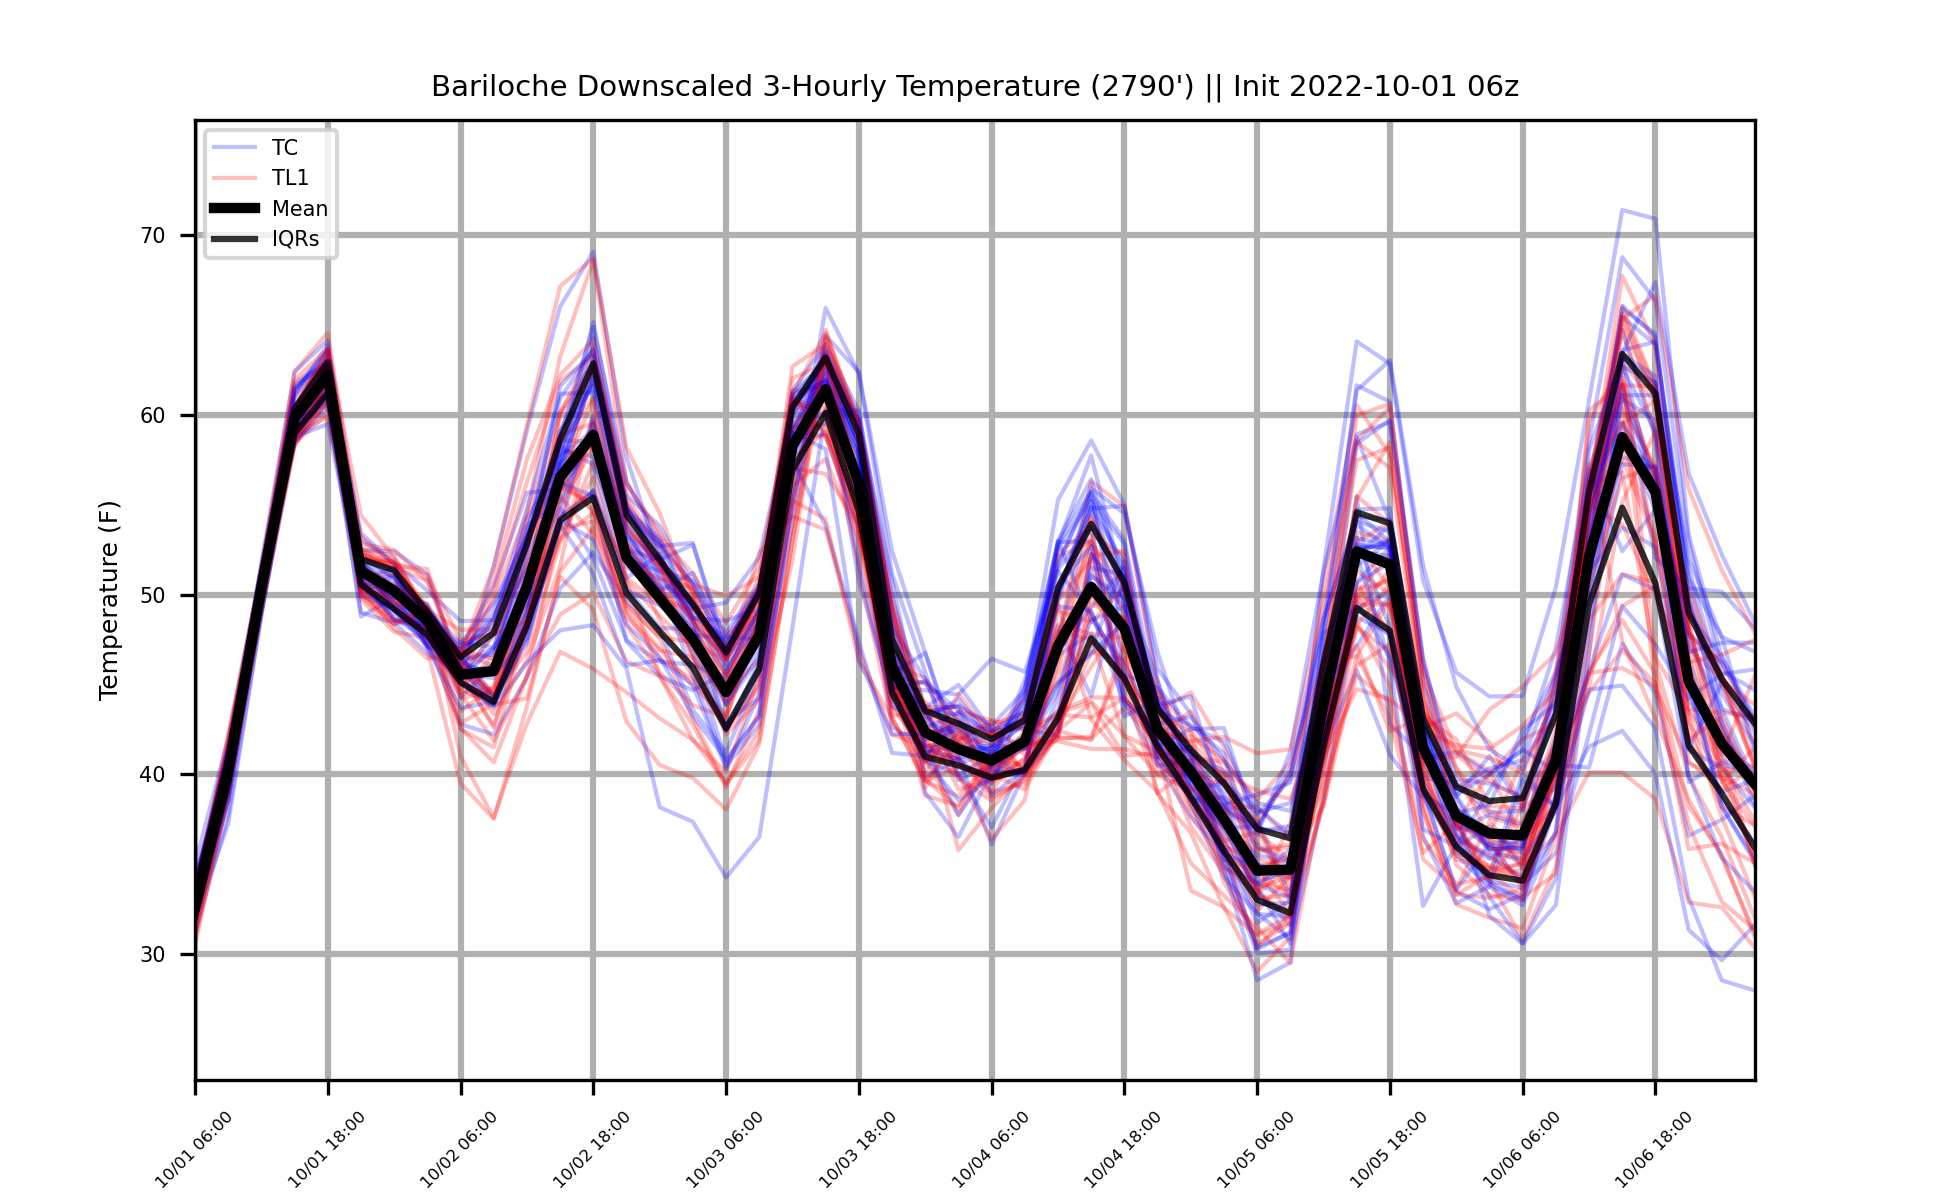 Bariloche Downscaled 3-Hourly Temperature (2790') || Init 2022-10-01 06z
TC
TL1
Mean
IQRs
Temperature (F)
70
60
50
40
30
10/01 06:00
10/01 18:00
10/02 06:00
10/02 18:00
10/03 06:00
10/03 18:00
10/04 06:00
10/04 18:00
10/05 06:00
10/05 18:00
10/06 06:00
10/06 18:00